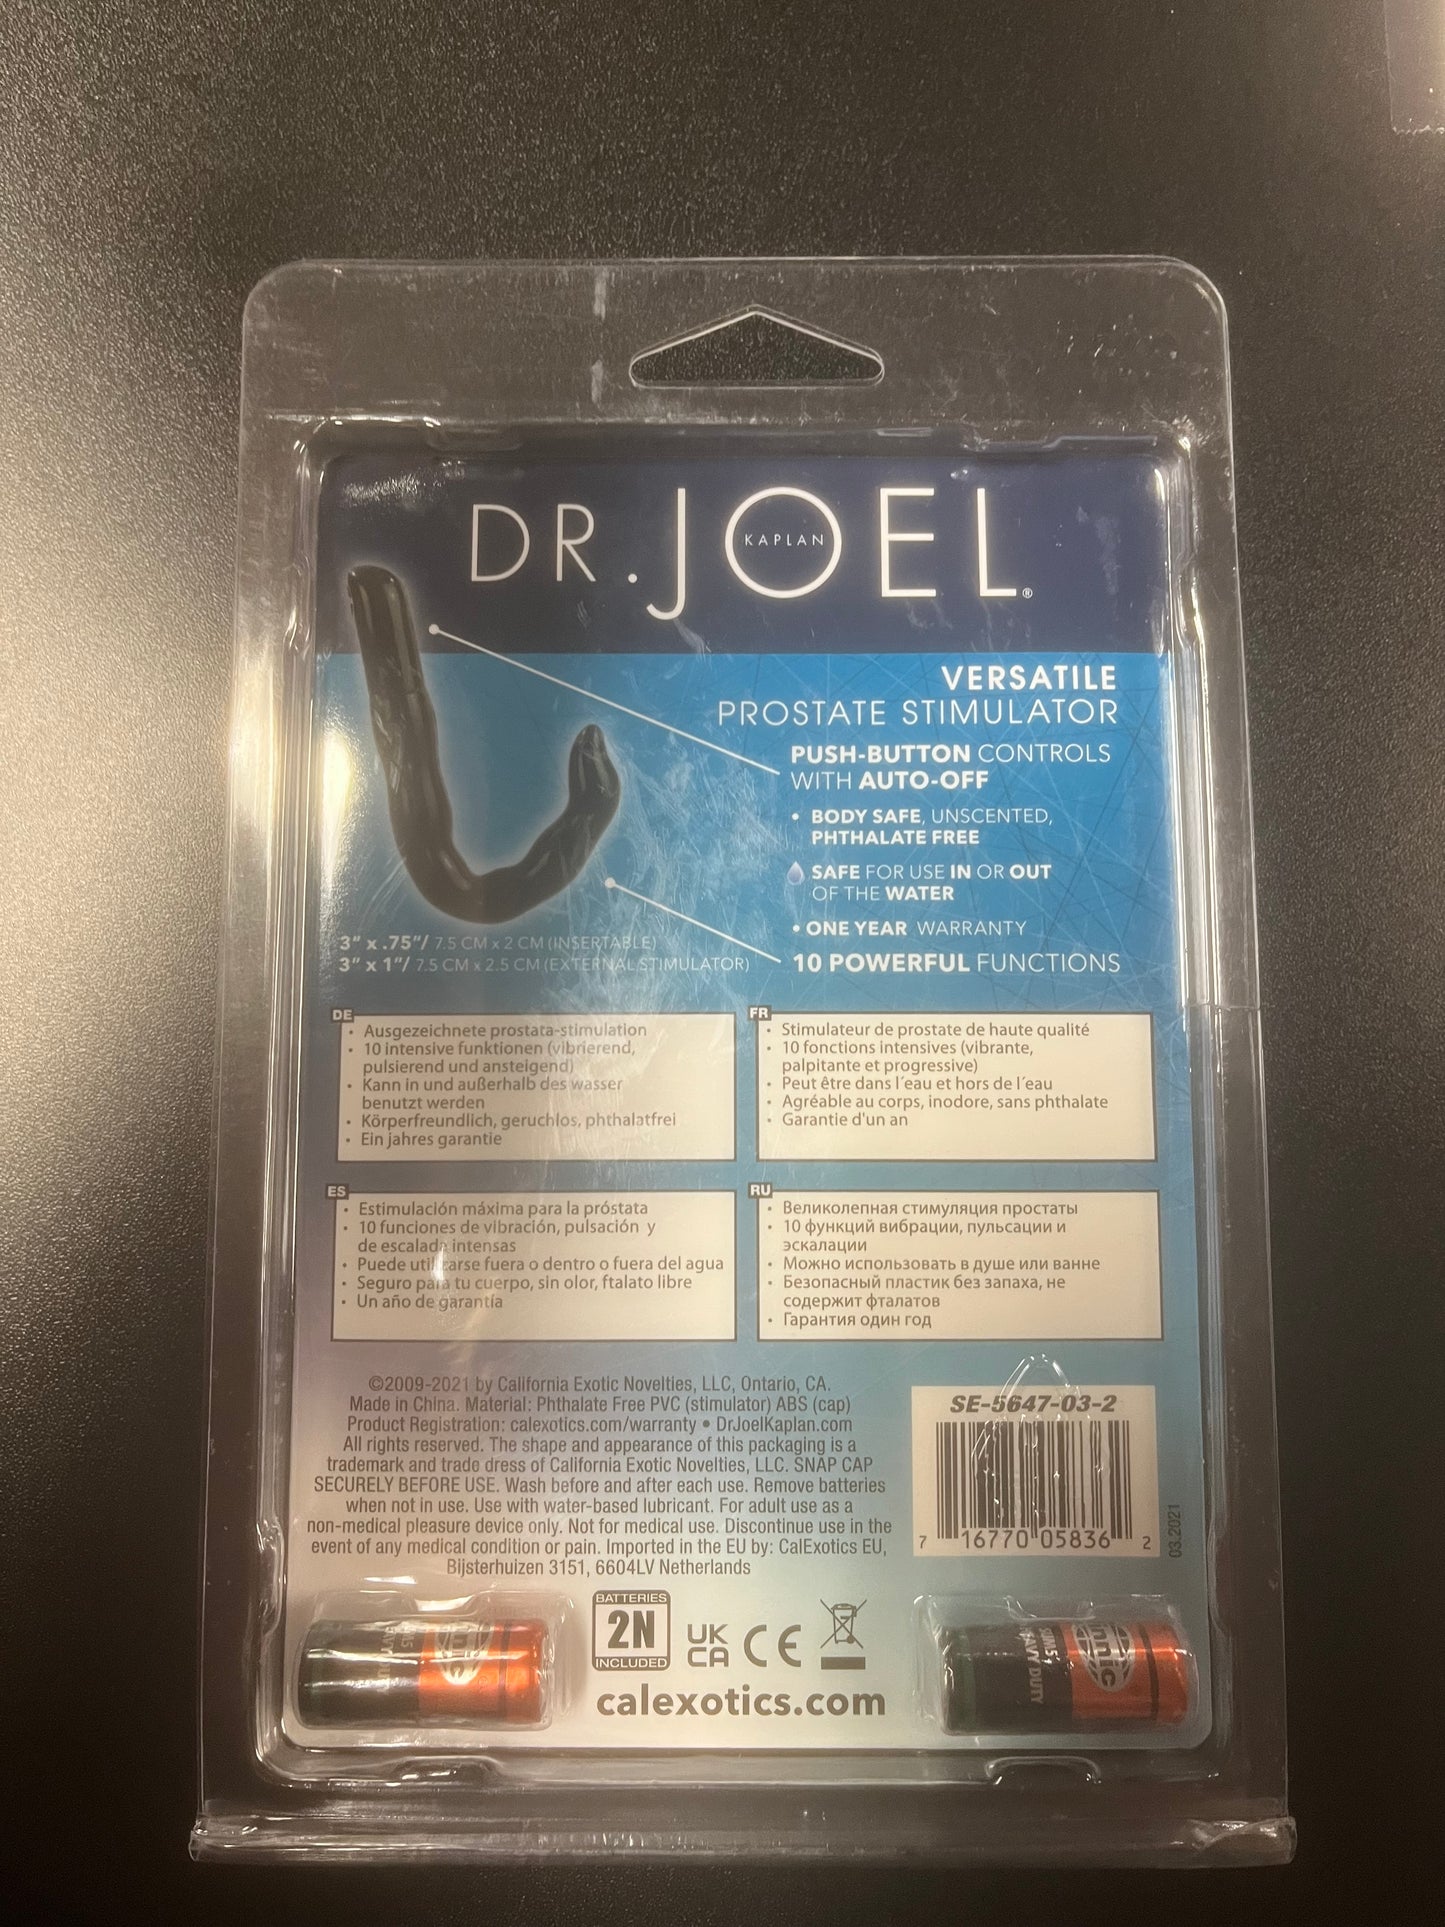 DR. JOEL®
KAPLAN
VERSATILE
PROSTATE STIMULATOR
PUSH-BUTTON CONTROLS
WITH AUTO-OFF
• BODY SAFE, UNSCENTED,
PHTHALATE FREE
SAFE FOR USE IN OR OUT
OF THE WATER
• ONE YEAR WARRANTY
10 POWERFUL FUNCTIONS
3" x .75"/ 7.5 CM x 2 CM (INSERTABLE)
3" x 1"/ 7.5 CM x 2.5 CM (EXTERNAL STIMULATOR)
DE
• Ausgezeichnete prostata-stimulation
• 10 intensive funktionen (vibrierend,
pulsierend und ansteigend)
• Kann in und außerhalb des wasser
benutzt werden
• Körperfreundlich, geruchlos, phthalatfrei
• Ein jahres garantie
FR
• Stimulateur de prostate de haute qualité
• 10 fonctions intensives (vibrante,
palpitante et progressive)
• Peut être dans l´eau et hors de l´eau
• Agréable au corps, inodore, sans phthalate
• Garantie d'un an
ES
• Estimulación máxima para la próstata
• 10 funciones de vibración, pulsación y
de escalada intensas
• Puede utilizarse fuera o dentro o fuera del agua
• Seguro para tu cuerpo, sin olor, ftalato libre
• Un año de garantía
RU
• Великолепная стимуляция простаты
• 10 функций вибрации, пульсации и
эскалации
• Можно использовать в душе или ванне
• Безопасный пластик без запаха, не
содержит фталатов
• Гарантия один год
©2009-2021 by California Exotic Novelties, LLC, Ontario, CA.
Made in China. Material: Phthalate Free PVC (stimulator) ABS (cap)
Product Registration: calexotics.com/warranty • DrJoelKaplan.com
All rights reserved. The shape and appearance of this packaging is a
trademark and trade dress of California Exotic Novelties, LLC. SNAP CAP
SECURELY BEFORE USE. Wash before and after each use. Remove batteries
when not in use. Use with water-based lubricant. For adult use as a
non-medical pleasure device only. Not for medical use. Discontinue use in the
event of any medical condition or pain. Imported in the EU by: CalExotics EU,
Bijsterhuizen 3151, 6604LV Netherlands
SE-5647-03-2
7 16770 05836 2
03.2021
BATTERIES
2N
INCLUDED
UK
CA
CE
calexotics.com
HEAVY DUTY